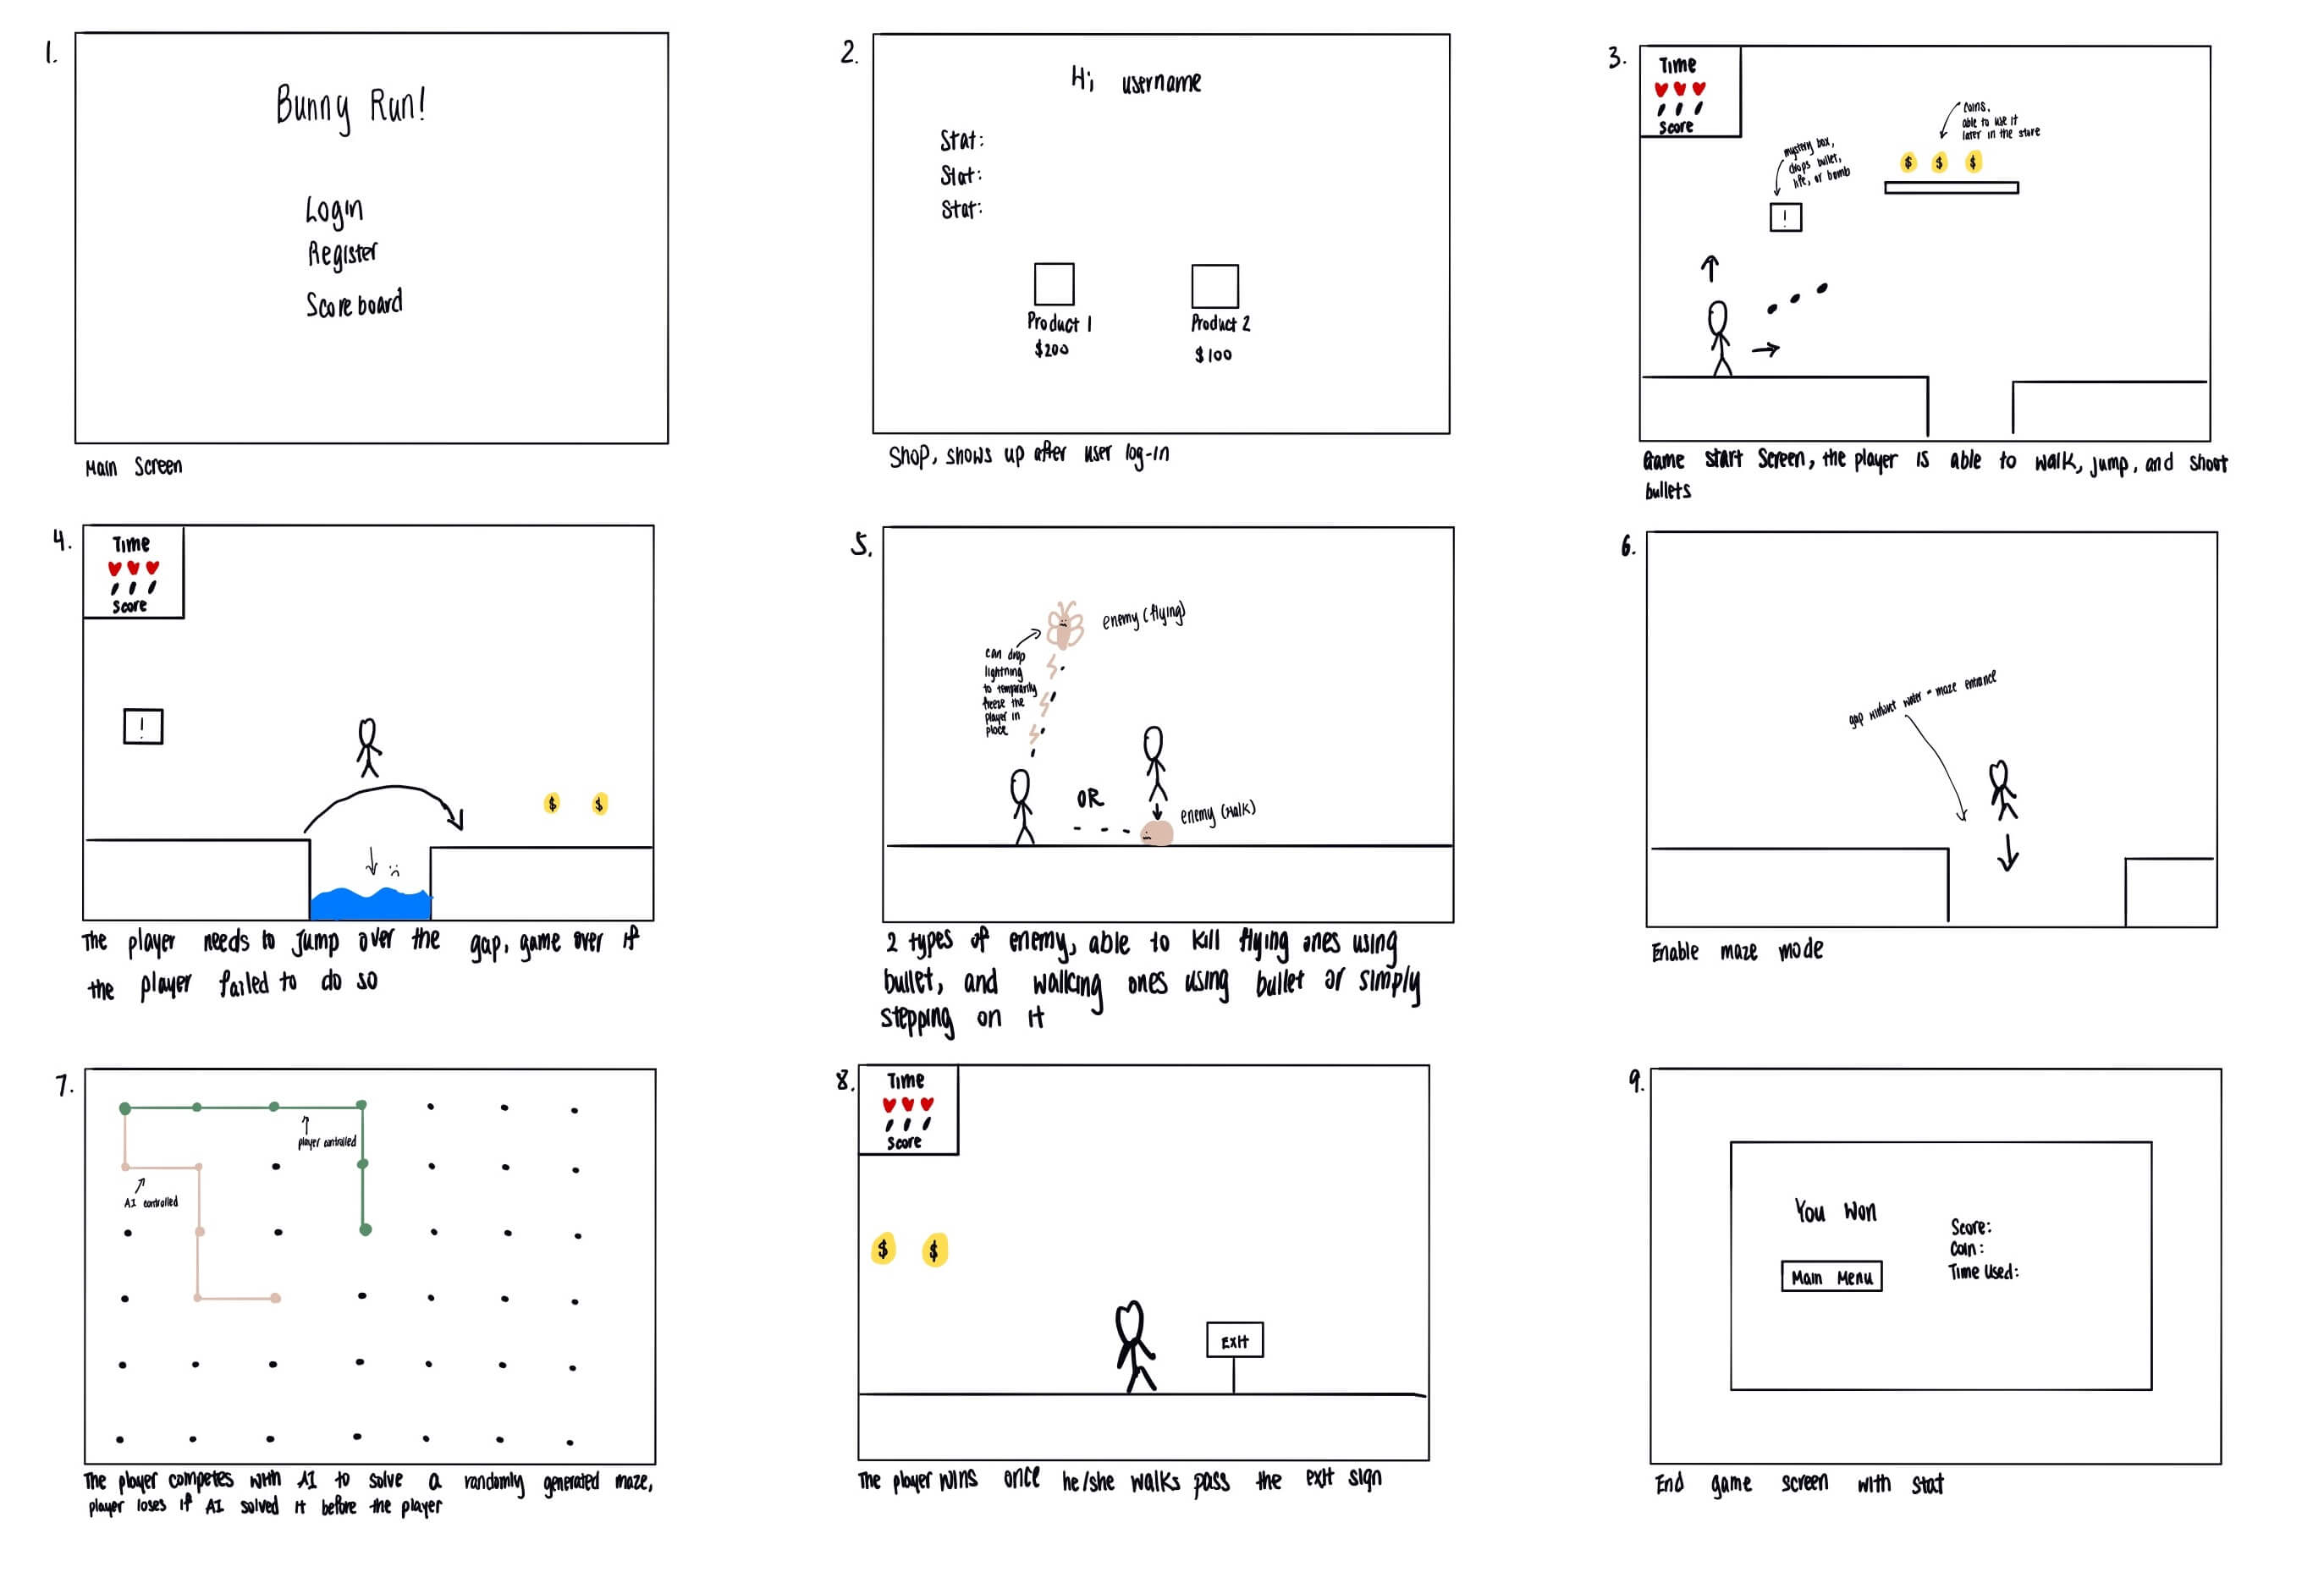 1.
Bunny Run!
Login
Register
Scoreboard
Main Screen
2.
Hi, username
Stat:
Stat:
Stat:
Product 1
$200
Product 2
$100
Shop, shows up after user log-in
3.
Time
Score
mystery box,
drops bullet,
life, or bomb
!
coins,
able to use it
later in the store
$ $ $
Game start screen, the player is able to walk, jump, and shoot
bullets
4.
Time
Score
!
:(
$ $
The player needs to jump over the gap, game over if
the player failed to do so
5.
enemy (flying)
can drop
lightning
to temporarily
freeze the
player in
place
OR
enemy (walk)
2 types of enemy, able to kill flying ones using
bullet, and walking ones using bullet or simply
stepping on it
6.
gap without water = maze entrance
Enable maze mode
7.
player controlled
AI controlled
The player competes with AI to solve a randomly generated maze,
player loses if AI solved it before the player
8.
Time
Score
$ $
EXIT
The player wins once he/she walks pass the exit sign
9.
You Won
Main Menu
Score:
Coin:
Time Used:
End game screen with stat